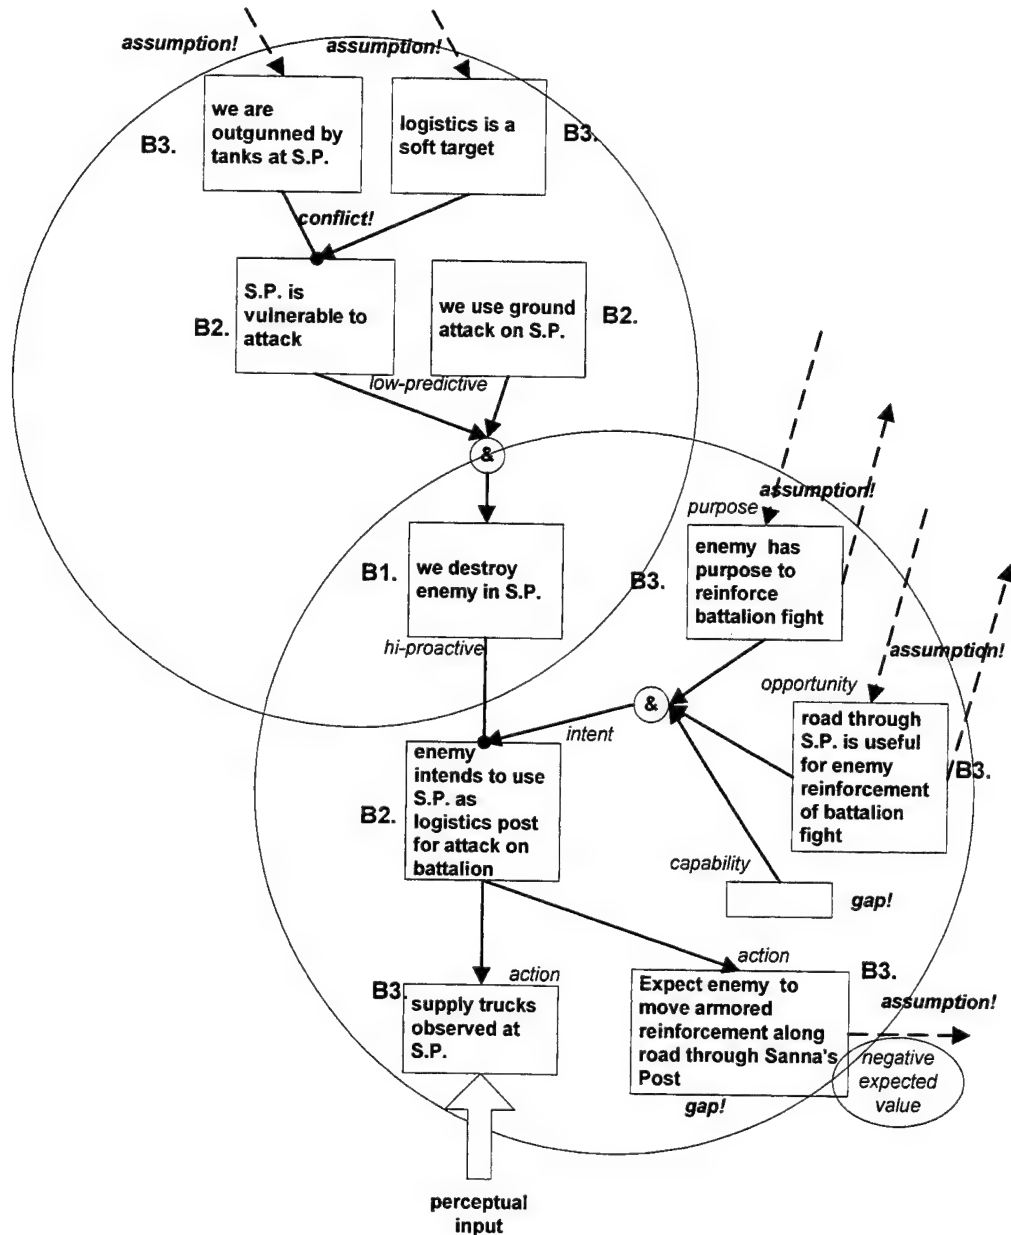 assumption!
assumption!
we are
outgunned by
tanks at S.P.
B3.
logistics is a
soft target
B3.
conflict!
S.P. is
vulnerable to
attack
B2.
we use ground
attack on S.P.
B2.
low-predictive
&
B1.
we destroy
enemy in S.P.
hi-proactive
purpose
assumption!
enemy has
purpose to
reinforce
battalion fight
B3.
&
intent
opportunity
assumption!
road through
S.P. is useful
for enemy
reinforcement
of battalion
fight
B3.
enemy
intends to use
S.P. as
logistics post
for attack on
battalion
B2.
capability
gap!
action
B3.
supply trucks
observed at
S.P.
action
B3.
Expect enemy to
move armored
reinforcement along
road through Sanna's
Post
assumption!
gap!
negative
expected
value
perceptual
input